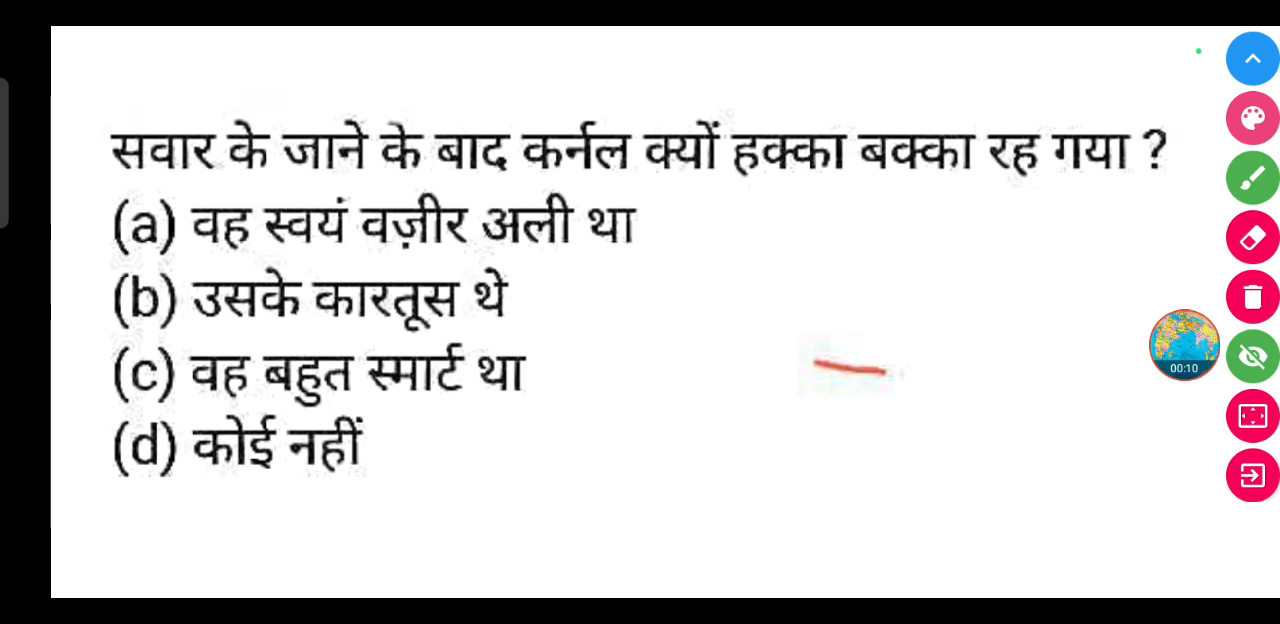 सवार के जाने के बाद कर्नल क्यों हक्का बक्का रह गया ?
(a) वह स्वयं वज़ीर अली था
(b) उसके कारतूस थे
(c) वह बहुत स्मार्ट था
(d) कोई नहीं
00:10